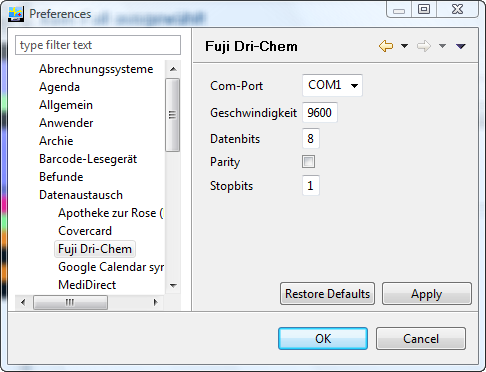 Preferences
type filter text
Abrechnungssysteme
Agenda
Allgemein
Anwender
Archie
Barcode-Lesegerät
Befunde
Datenaustausch
Apotheke zur Rose (
Covercard
Fuji Dri-Chem
Google Calendar syr
MediDirect
Fuji Dri-Chem
Com-Port COM1
Geschwindigkeit 9600
Datenbits 8
Parity
Stopbits 1
Restore Defaults Apply
OK Cancel